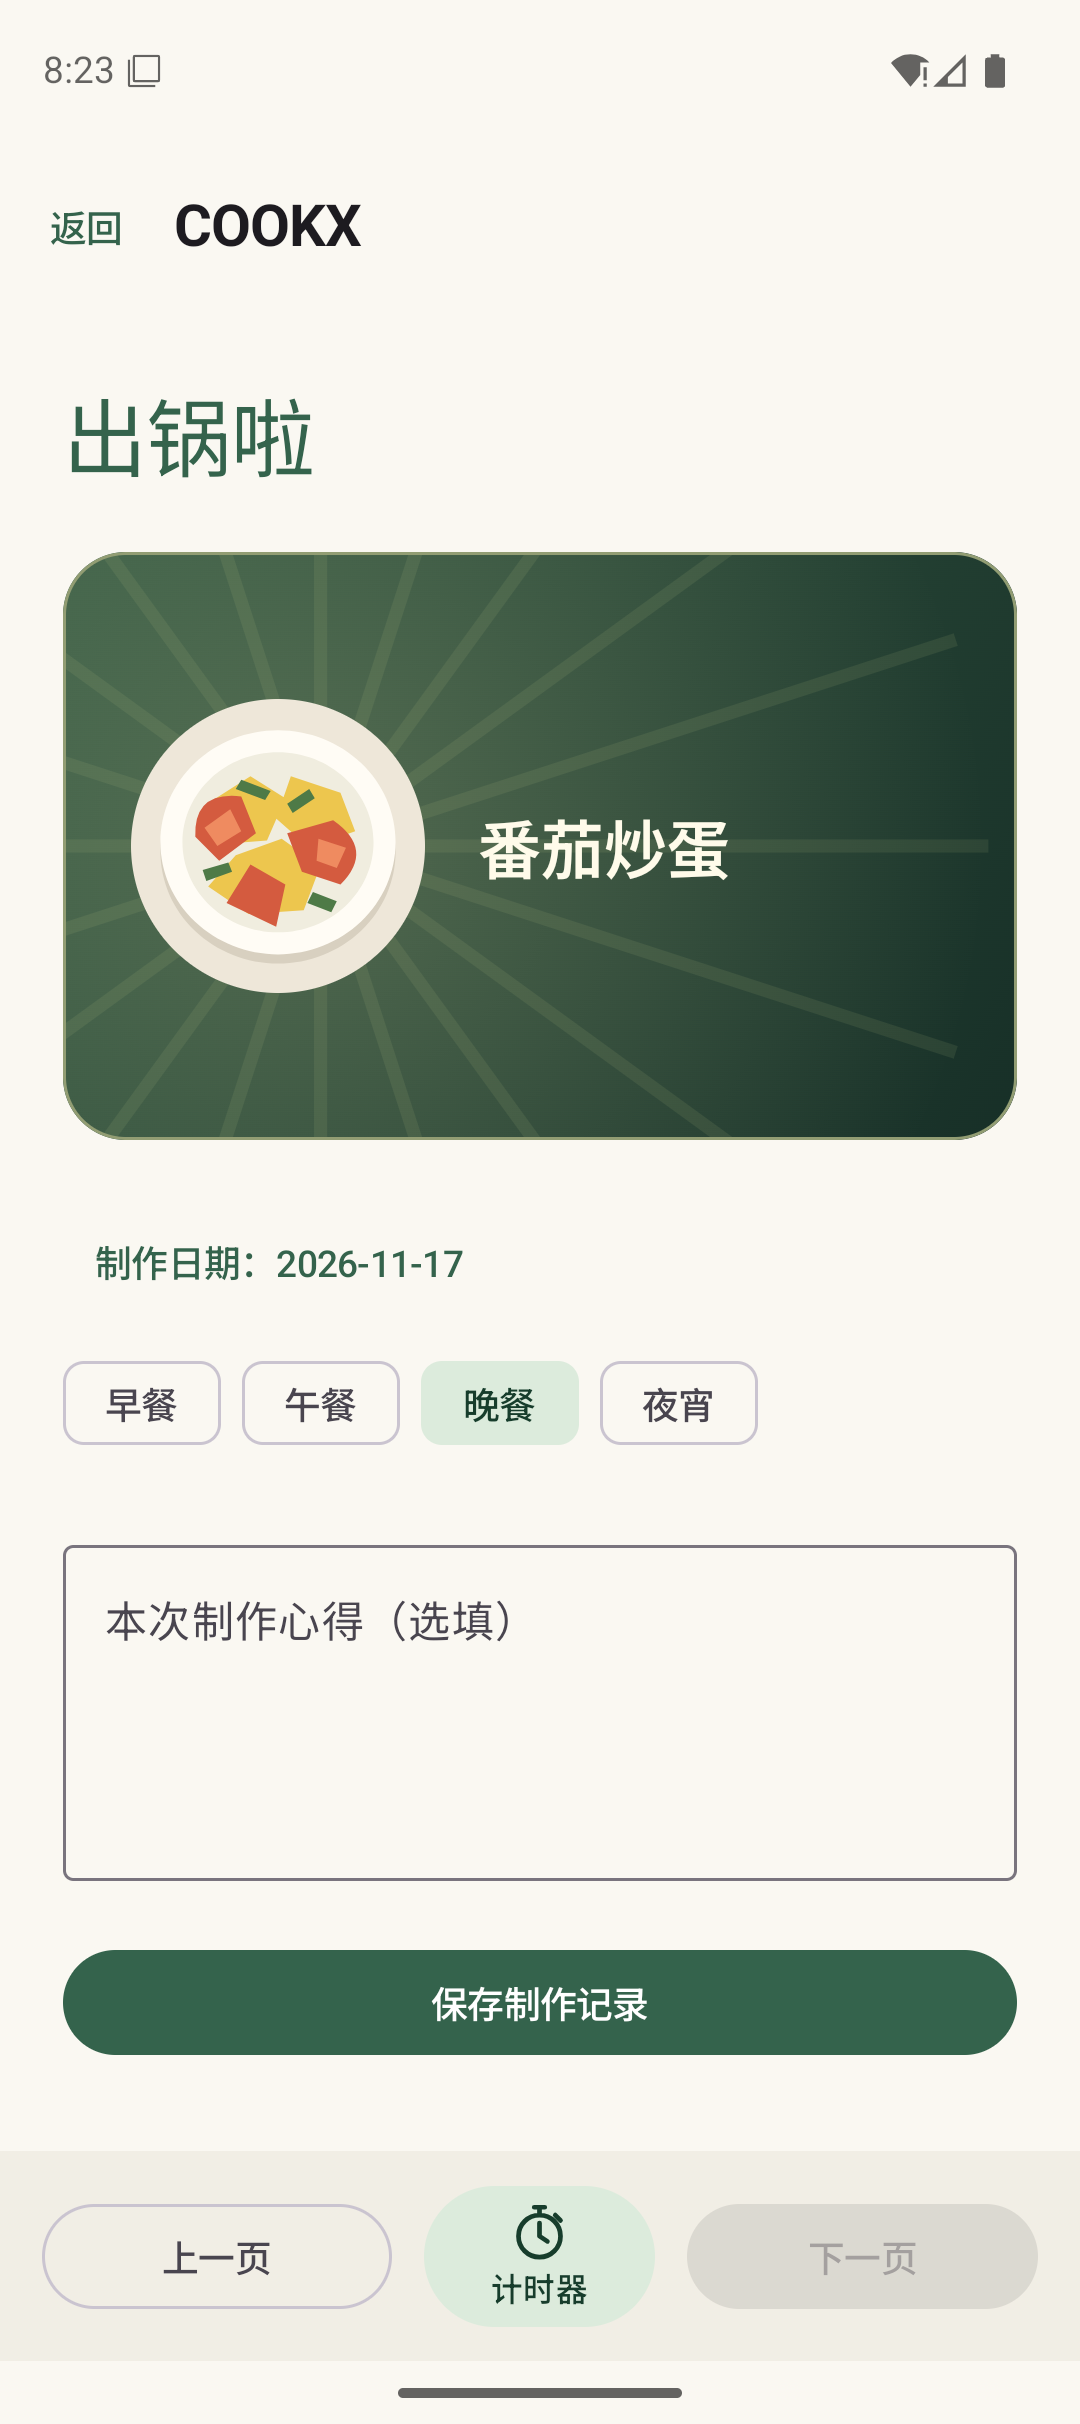 8:23
返回 COOKX
出锅啦
番茄炒蛋
制作日期：2026-11-17
早餐 午餐 晚餐 夜宵
本次制作心得（选填）
保存制作记录
上一页 计时器 下一页